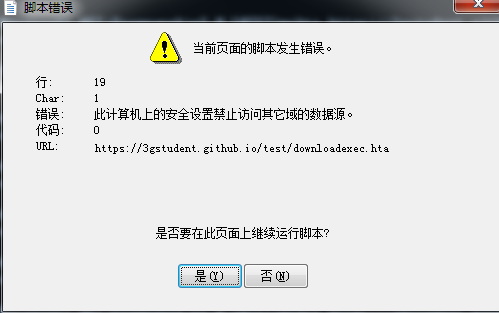 脚本错误
当前页面的脚本发生错误。
行: 19
Char: 1
错误: 此计算机上的安全设置禁止访问其它域的数据源。
代码: 0
URL: https://3gstudent.github.io/test/downloadexec.hta
是否要在此页面上继续运行脚本?
是(Y) 否(N)